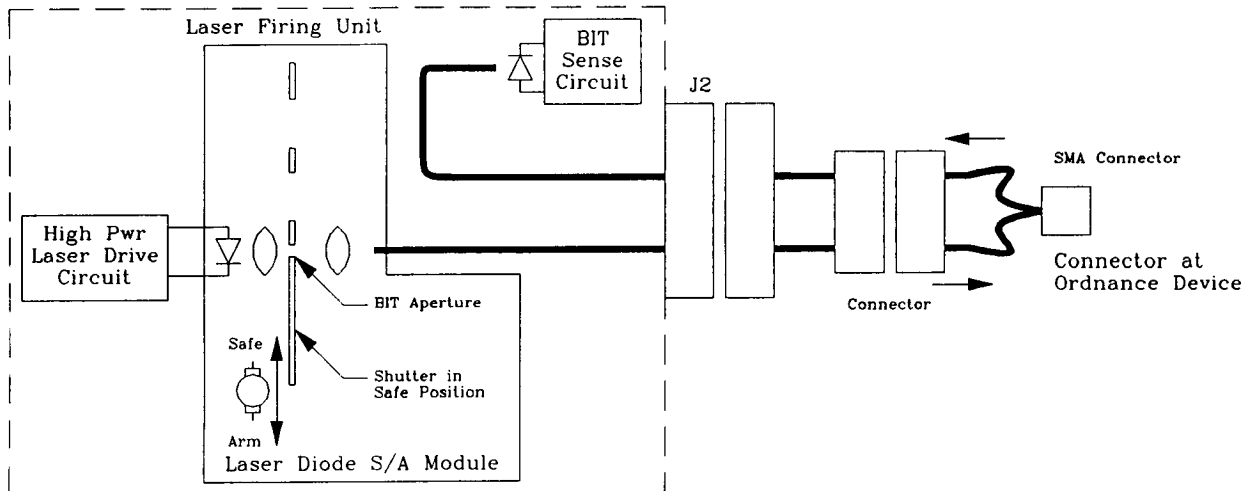 Laser Firing Unit
BIT
Sense
Circuit
J2
SMA Connector
High Pwr
Laser Drive
Circuit
Connector at
Ordnance Device
BIT Aperture
Connector
Safe
Shutter in
Safe Position
Arm
Laser Diode S/A Module